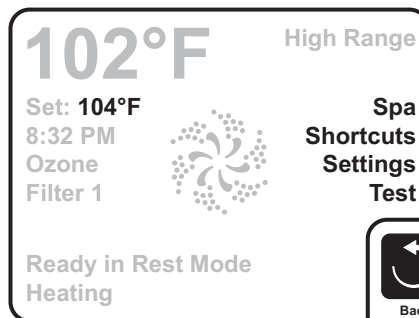 102°F
High Range
Set: 104°F
8:32 PM
Ozone
Filter 1
Spa
Shortcuts
Settings
Test
Ready in Rest Mode
Heating